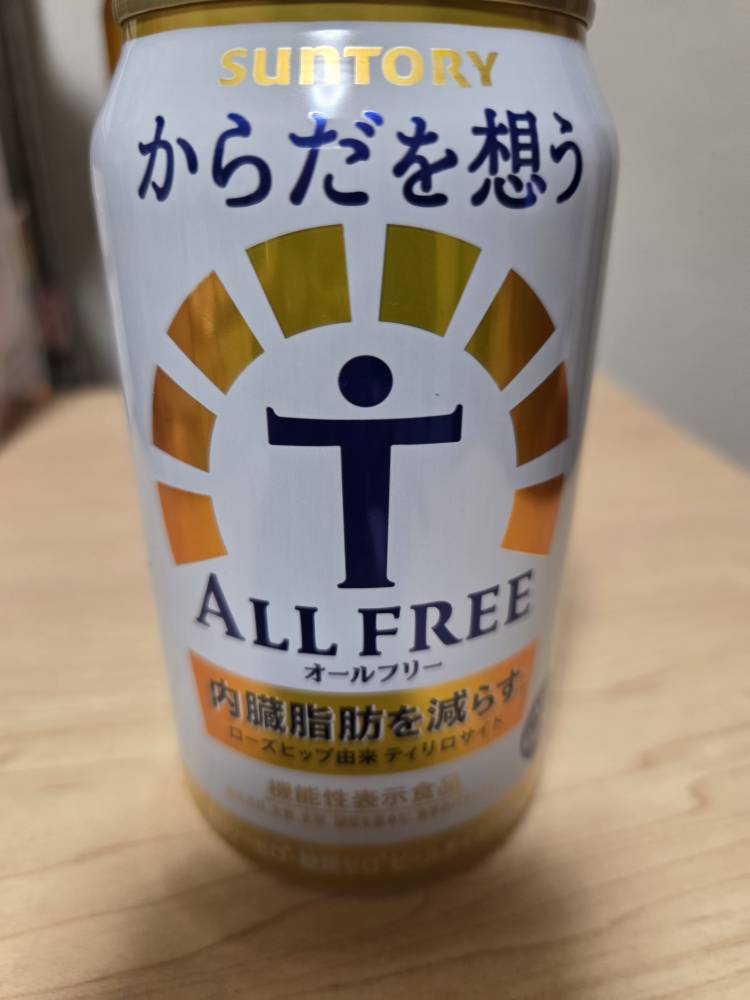 SUNTORY
からだを想う
ALL FREE
オールフリー
内臓脂肪を減らす
ローズヒップ由来 ティリロサイド
機能性表示食品